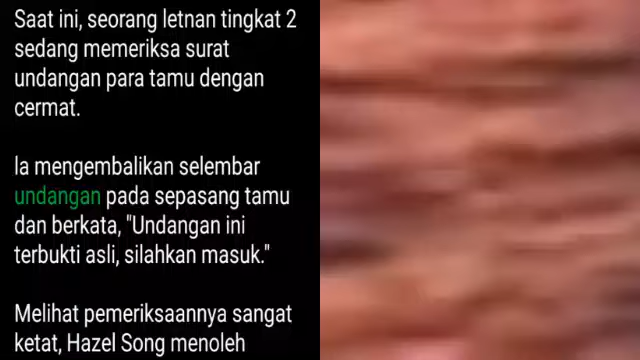 Saat ini, seorang letnan tingkat 2
sedang memeriksa surat
undangan para tamu dengan
cermat.
Ia mengembalikan selembar
undangan pada sepasang tamu
dan berkata, "Undangan ini
terbukti asli, silahkan masuk."
Melihat pemeriksaannya sangat
ketat, Hazel Song menoleh